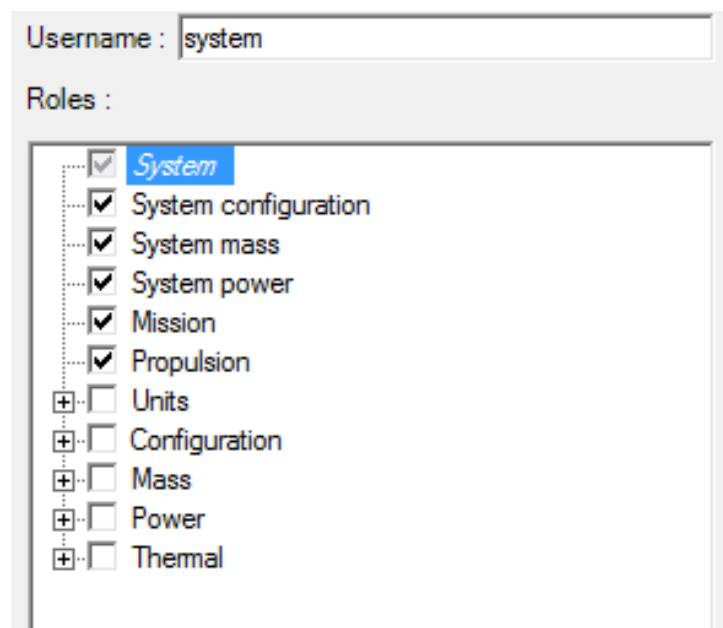 Username : system
Roles :
System
System configuration
System mass
System power
Mission
Propulsion
Units
Configuration
Mass
Power
Thermal